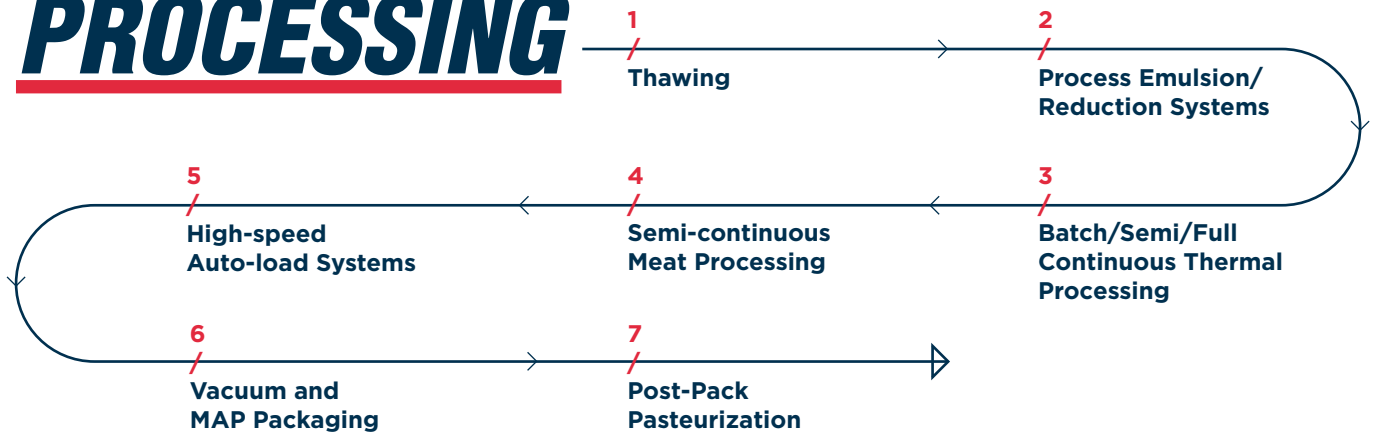 PROCESSING
1
Thawing
2
Process Emulsion/
Reduction Systems
3
Batch/Semi/Full
Continuous Thermal
Processing
4
Semi-continuous
Meat Processing
5
High-speed
Auto-load Systems
6
Vacuum and
MAP Packaging
7
Post-Pack
Pasteurization